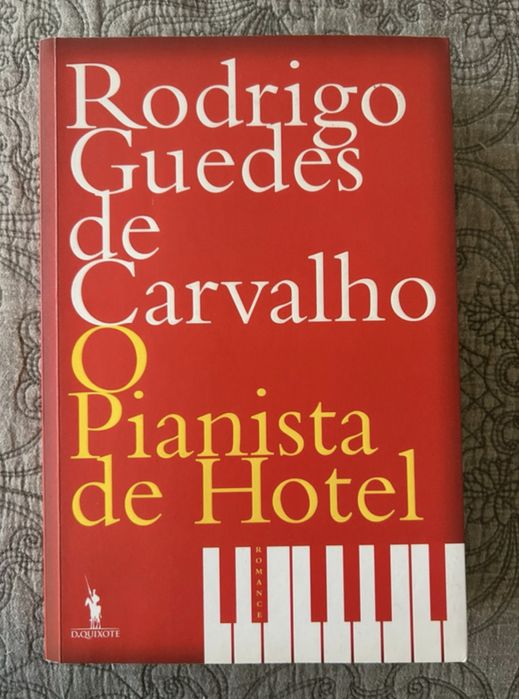 Rodrigo
Guedes
de
Carvalho
O
Pianista
de Hotel
ROMANCE
D.QUIXOTE